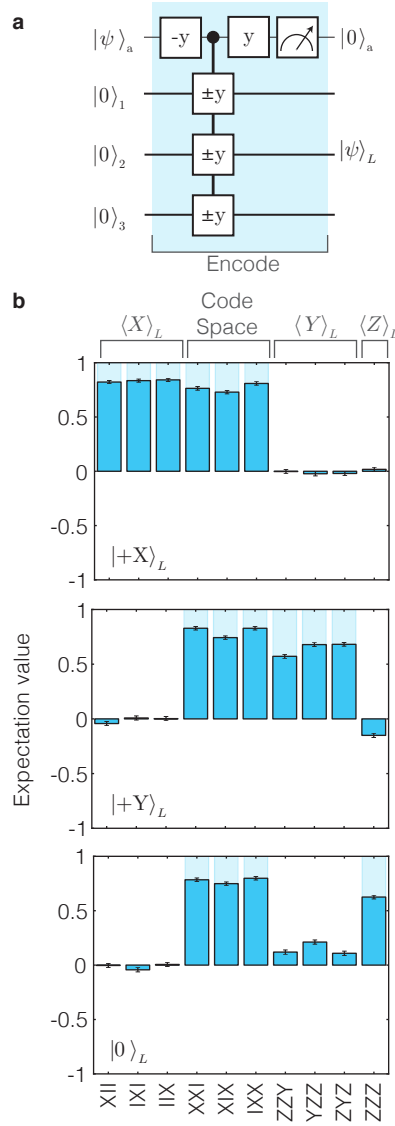 a
|ψ⟩a -y y |0⟩a
|0⟩1 ±y
|0⟩2 ±y |ψ⟩L
|0⟩3 ±y
Encode
b
⟨X⟩L Code Space ⟨Y⟩L ⟨Z⟩L
1
0.5
0
-0.5
-1
|+X⟩L
1
0.5
0
-0.5
-1
|+Y⟩L
1
0.5
0
-0.5
-1
|0⟩L
Expectation value
XII IXI IIX XXI XIX IXX ZZY YZZ ZYZ ZZZ